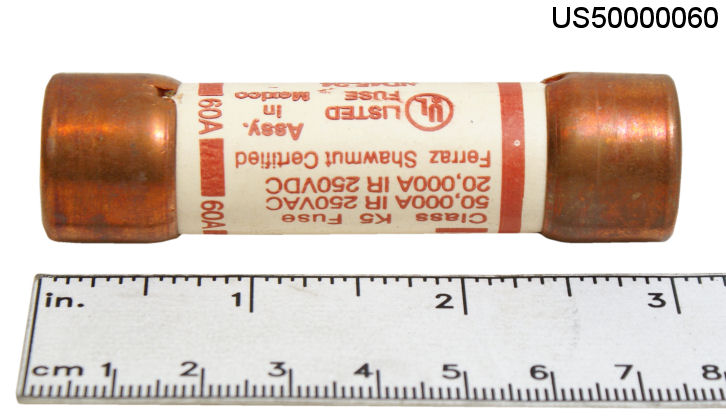 US50000060
Class K5 Fuse
50,000A IR 250VAC
20,000A IR 250VDC
Ferraz Shawmut Certified
UL
LISTED
FUSE
Assy.
in
Mexico
60A
60A
in. 1 2 3
cm 1 2 3 4 5 6 7 8